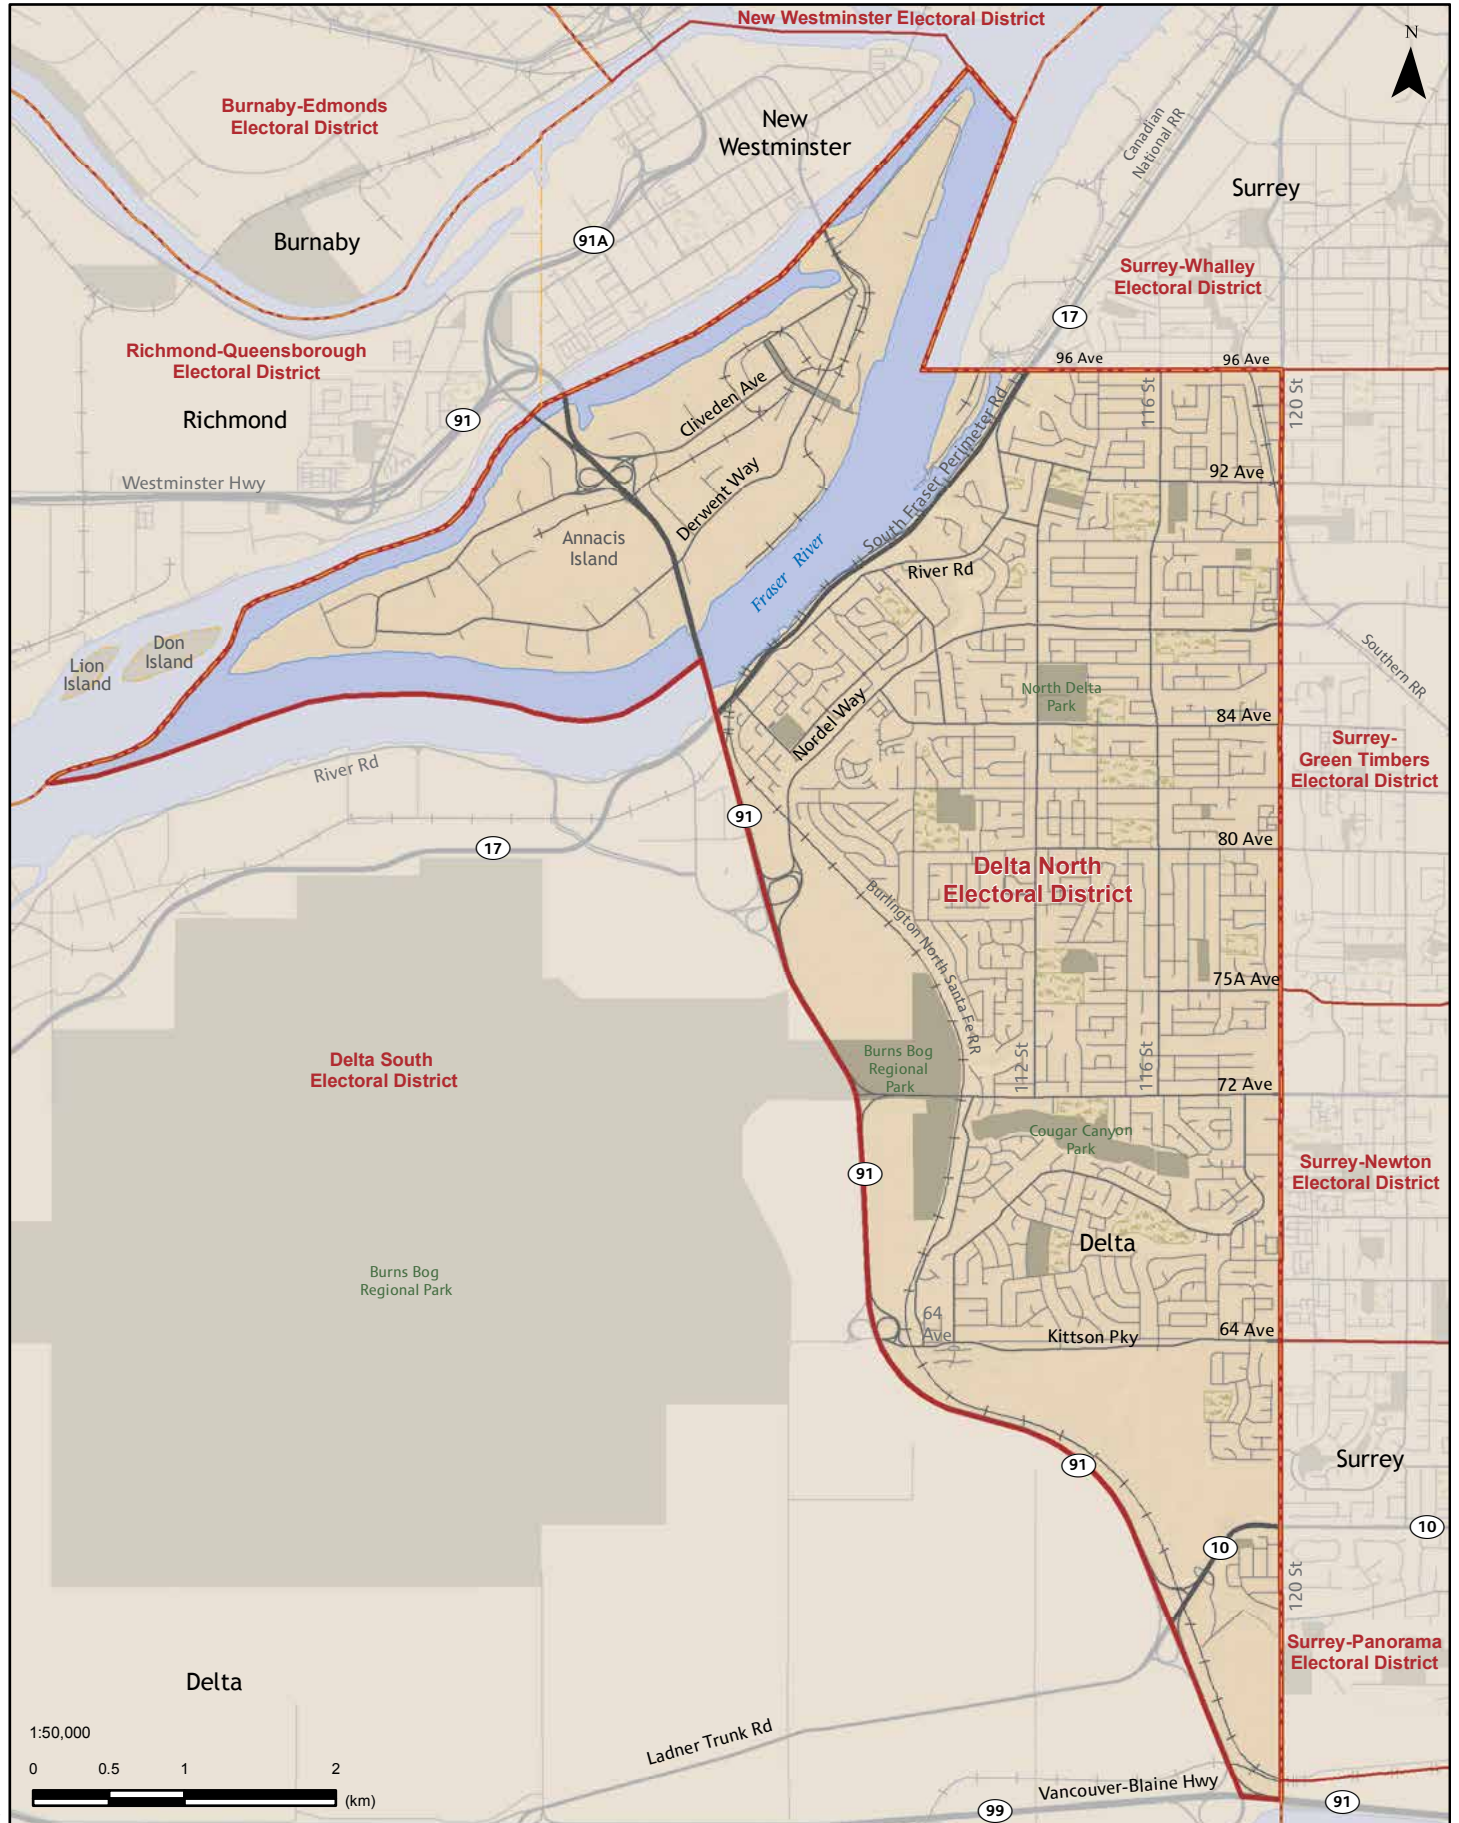 New Westminster Electoral District
N
Burnaby-Edmonds
Electoral District
New
Westminster
Canadian
National RR
Surrey
Burnaby
91A
Surrey-Whalley
Electoral District
17
Richmond-Queensborough
Electoral District
96 Ave
96 Ave
Richmond
91
Cliveden Ave
116 St
120 St
Westminster Hwy
92 Ave
Derwent Way
South Fraser Perimeter Rd
Annacis
Island
Fraser River
River Rd
Don
Island
Lion
Island
Southern RR
North Delta
Park
Nordel Way
84 Ave
River Rd
Surrey-
Green Timbers
Electoral District
91
17
80 Ave
Delta North
Electoral District
Burlington North Santa Fe RR
75A Ave
Delta South
Electoral District
Burns Bog
Regional
Park
112 St
116 St
72 Ave
Cougar Canyon
Park
91
Surrey-Newton
Electoral District
Delta
Burns Bog
Regional Park
64
Ave
Kittson Pky
64 Ave
91
Surrey
10
10
120 St
Surrey-Panorama
Electoral District
Delta
1:50,000
Ladner Trunk Rd
0 0.5 1 2
(km)
Vancouver-Blaine Hwy
99
91